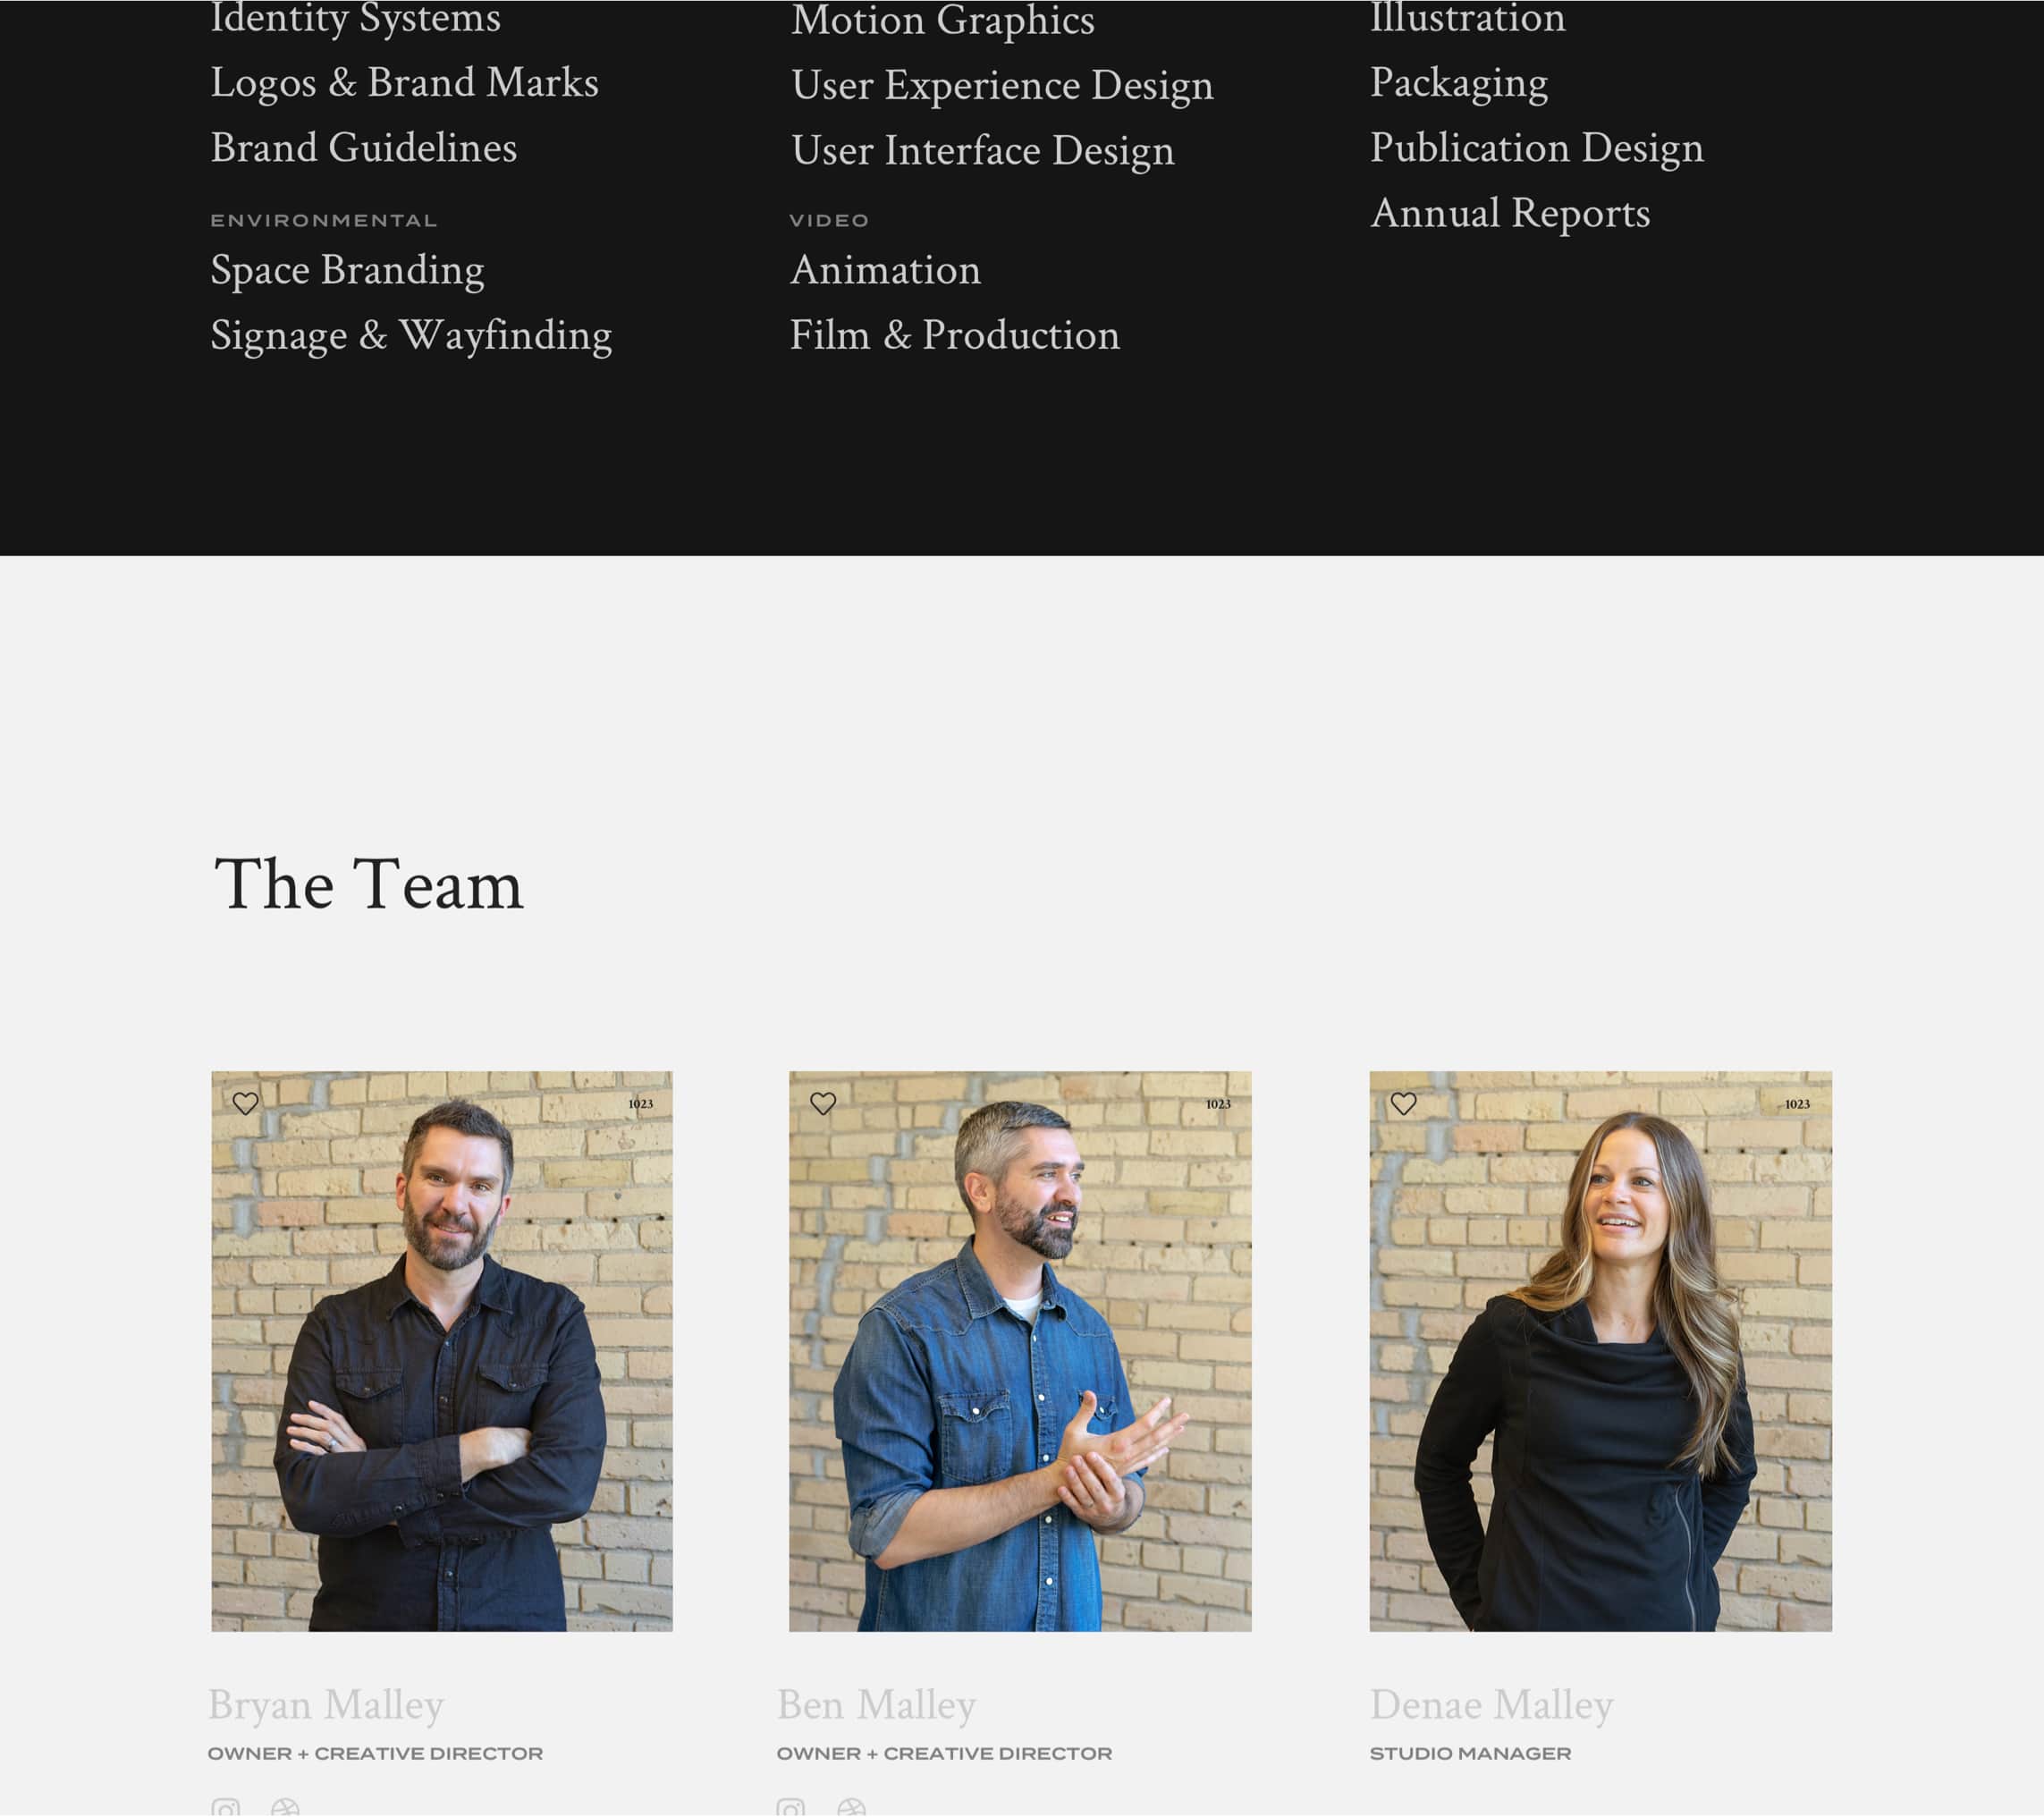 Identity Systems
Logos & Brand Marks
Brand Guidelines
ENVIRONMENTAL
Space Branding
Signage & Wayfinding
Motion Graphics
User Experience Design
User Interface Design
VIDEO
Animation
Film & Production
Illustration
Packaging
Publication Design
Annual Reports
The Team
1023
1023
1023
Bryan Malley
OWNER + CREATIVE DIRECTOR
Ben Malley
OWNER + CREATIVE DIRECTOR
Denae Malley
STUDIO MANAGER